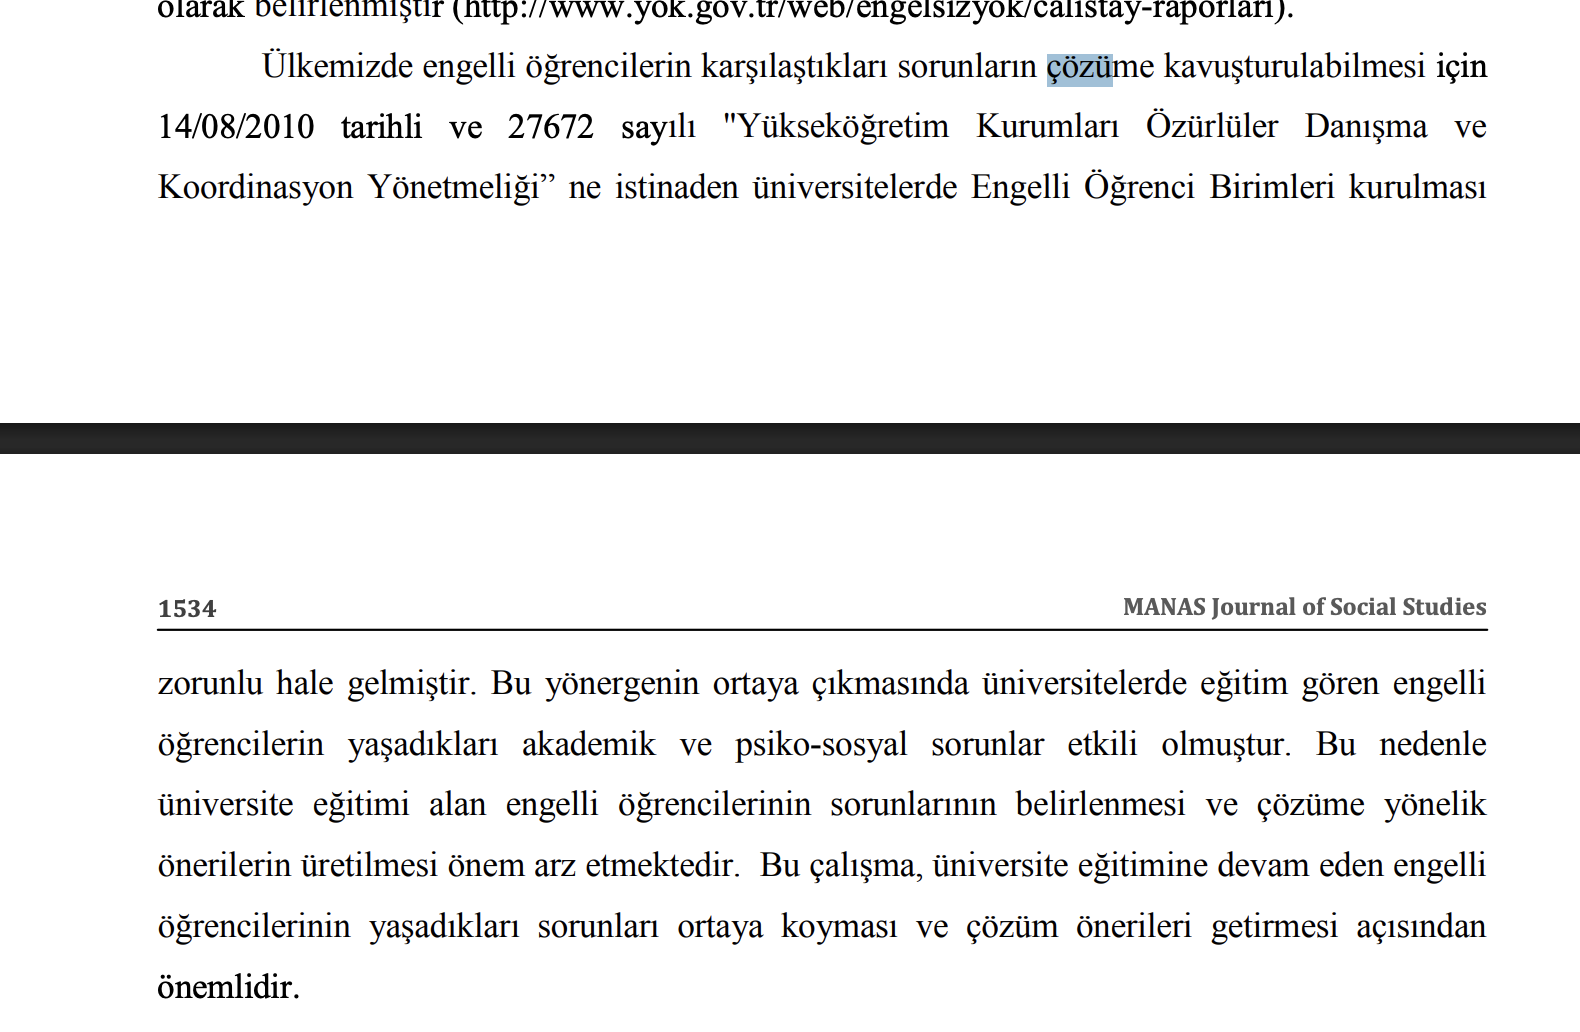 olarak belirlenmiştir (http://www.yok.gov.tr/web/engelsizyok/calistay-raporlari).
Ülkemizde engelli öğrencilerin karşılaştıkları sorunların çözüme kavuşturulabilmesi için
14/08/2010 tarihli ve 27672 sayılı "Yükseköğretim Kurumları Özürlüler Danışma ve
Koordinasyon Yönetmeliği” ne istinaden üniversitelerde Engelli Öğrenci Birimleri kurulması
1534 MANAS Journal of Social Studies
zorunlu hale gelmiştir. Bu yönergenin ortaya çıkmasında üniversitelerde eğitim gören engelli
öğrencilerin yaşadıkları akademik ve psiko-sosyal sorunlar etkili olmuştur. Bu nedenle
üniversite eğitimi alan engelli öğrencilerinin sorunlarının belirlenmesi ve çözüme yönelik
önerilerin üretilmesi önem arz etmektedir. Bu çalışma, üniversite eğitimine devam eden engelli
öğrencilerinin yaşadıkları sorunları ortaya koyması ve çözüm önerileri getirmesi açısından
önemlidir.